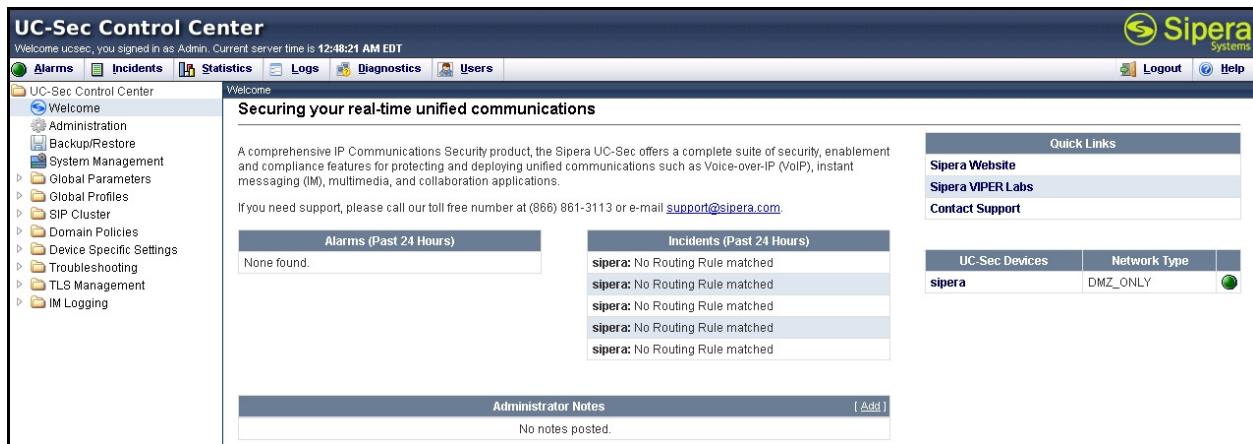 UC-Sec Control Center
Welcome ucsec, you signed in as Admin. Current server time is 12:48:21 AM EDT
Sipera
Systems
Alarms Incidents Statistics Logs Diagnostics Users Logout Help
UC-Sec Control Center
Welcome
Administration
Backup/Restore
System Management
Global Parameters
Global Profiles
SIP Cluster
Domain Policies
Device Specific Settings
Troubleshooting
TLS Management
IM Logging
Welcome
Securing your real-time unified communications
A comprehensive IP Communications Security product, the Sipera UC-Sec offers a complete suite of security, enablement
and compliance features for protecting and deploying unified communications such as Voice-over-IP (VoIP), instant
messaging (IM), multimedia, and collaboration applications.
If you need support, please call our toll free number at (866) 861-3113 or e-mail support@sipera.com.
Alarms (Past 24 Hours)
None found.
Incidents (Past 24 Hours)
sipera: No Routing Rule matched
sipera: No Routing Rule matched
sipera: No Routing Rule matched
sipera: No Routing Rule matched
sipera: No Routing Rule matched
Administrator Notes [ Add ]
No notes posted.
Quick Links
Sipera Website
Sipera VIPER Labs
Contact Support
UC-Sec Devices Network Type
sipera DMZ_ONLY